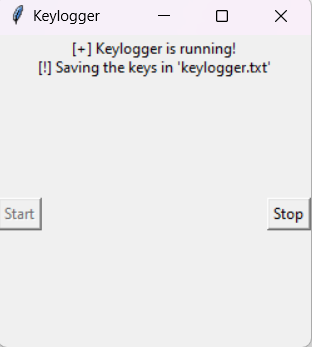 Keylogger
[+] Keylogger is running!
[!] Saving the keys in 'keylogger.txt'
Start
Stop